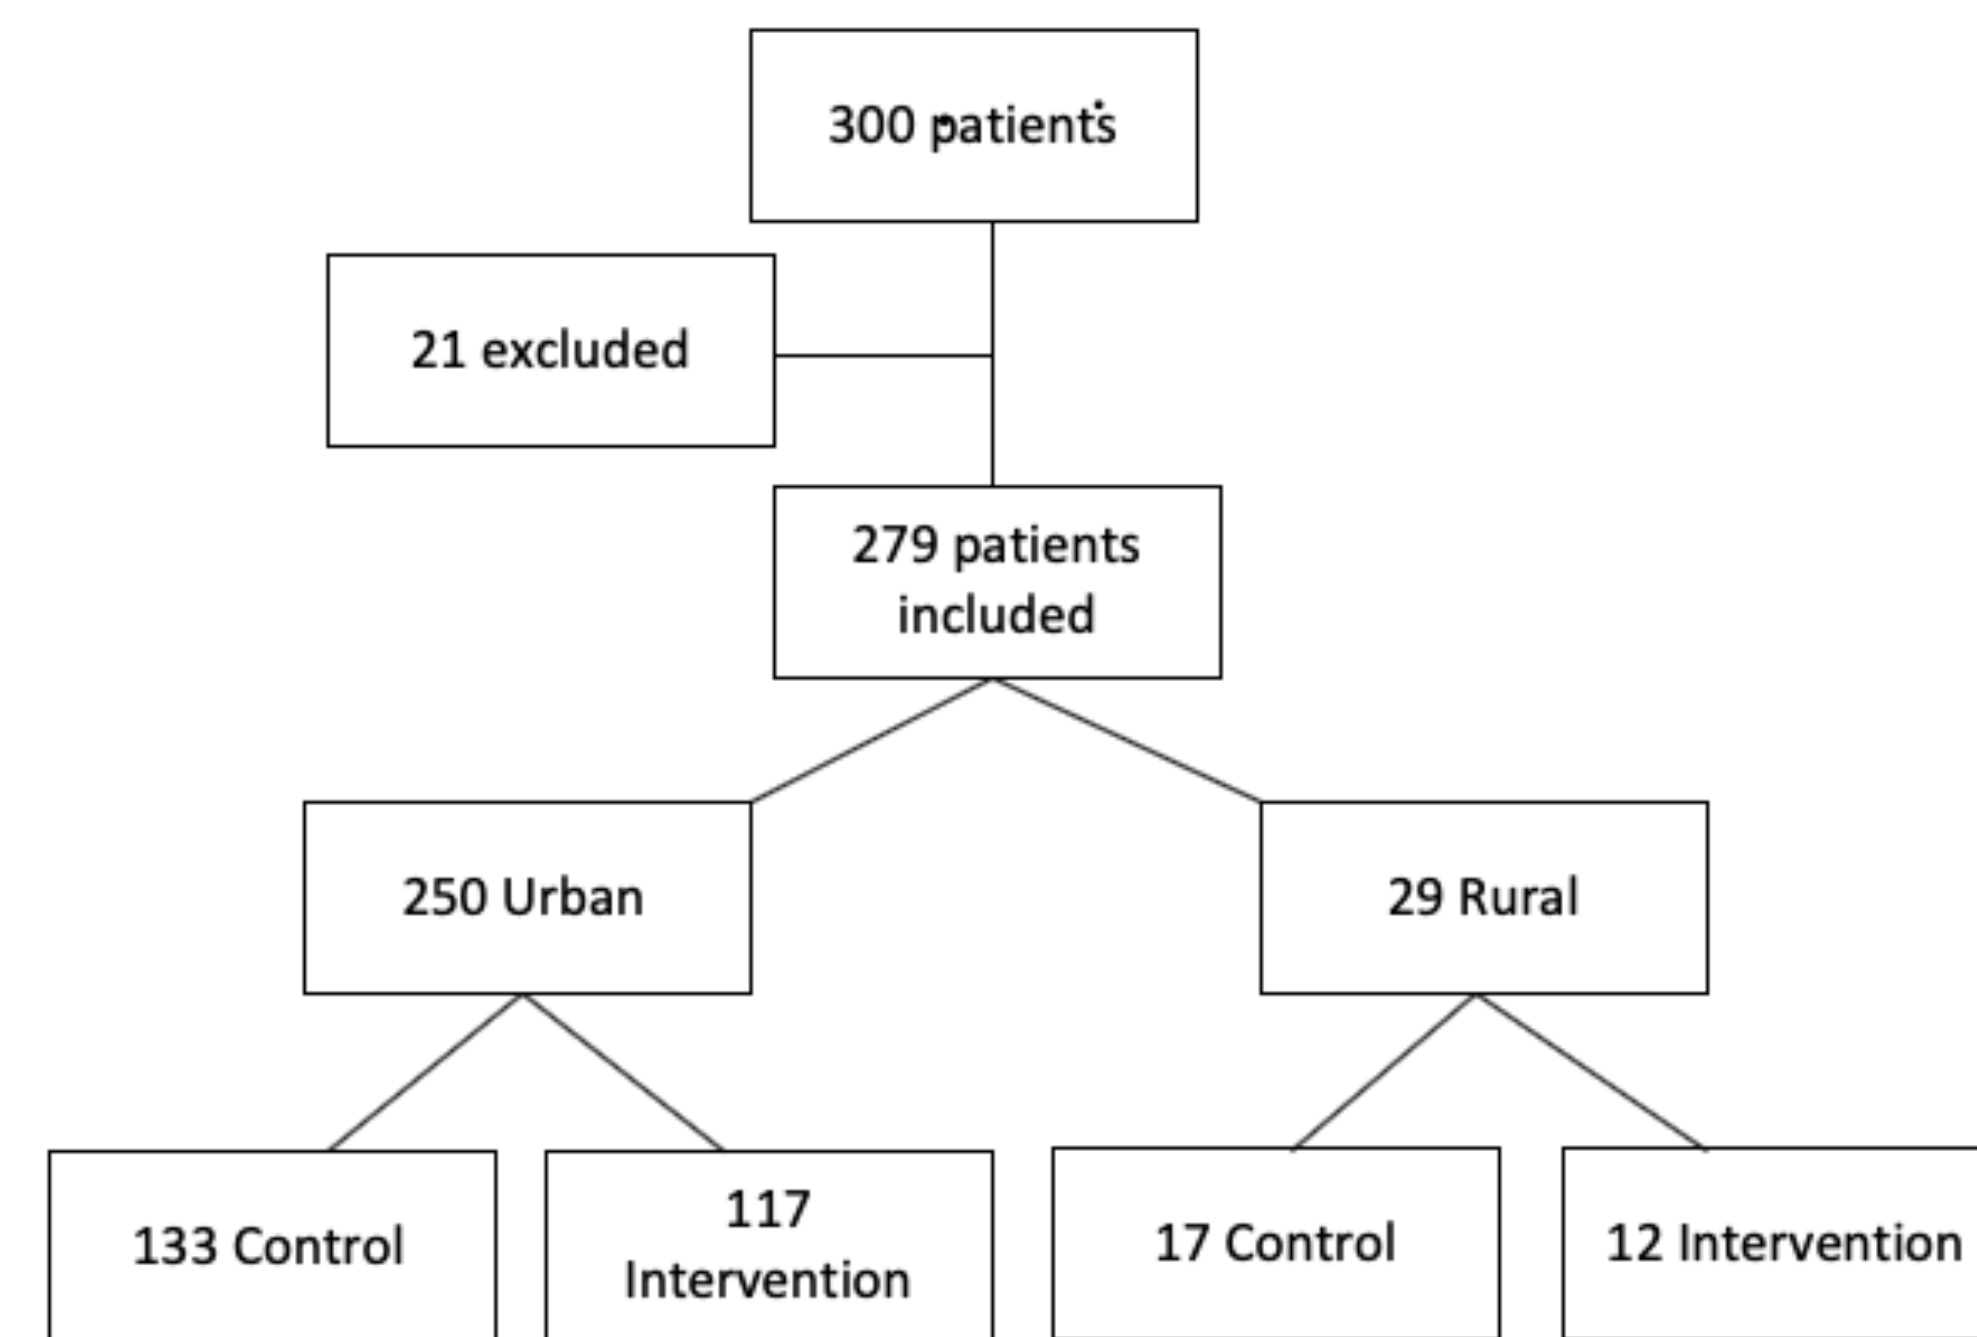 300 patients
21 excluded
279 patients
included
250 Urban
29 Rural
133 Control
117
Intervention
17 Control
12 Intervention